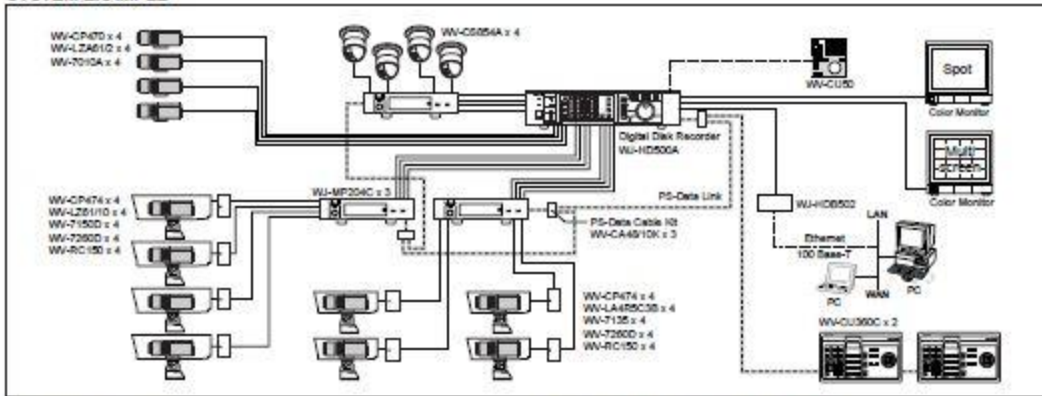 WV-CP470 x 4
WV-LZA61/2 x 4
WV-7010A x 4
WV-CS854A x 4
WV-CU50
Spot
Color Monitor
Digital Disk Recorder
WJ-HD500A
Multi
screen
Color Monitor
WJ-MP204C x 3
PS-Data Link
PS-Data Cable Kit
WV-CA48/10K x 3
WJ-HDB502
LAN
Ethernet
100 Base-T
PC
WAN
PC
WV-CP474 x 4
WV-LZ81/10 x 4
WV-7150D x 4
WV-7260D x 4
WV-RC150 x 4
WV-CP474 x 4
WV-LA4R5C3B x 4
WV-7135 x 4
WV-7260D x 4
WV-RC150 x 4
WV-CU360C x 2